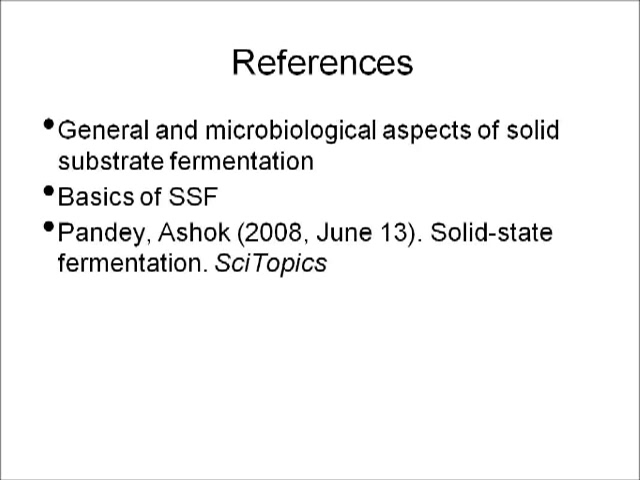 References
• General and microbiological aspects of solid
substrate fermentation
• Basics of SSF
• Pandey, Ashok (2008, June 13). Solid-state
fermentation. SciTopics